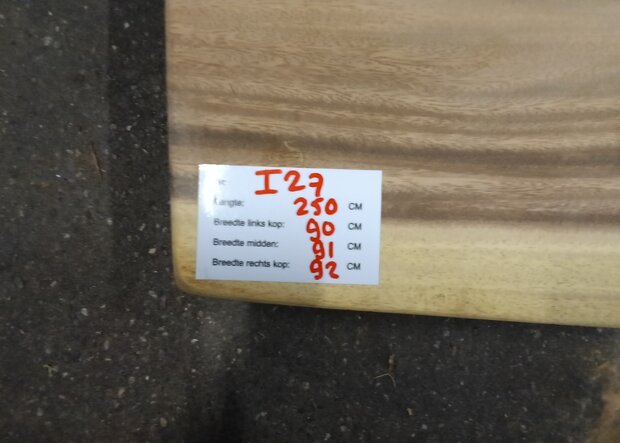 I27
Lengte: 250 CM
Breedte links kop: 90 CM
Breedte midden: 91 CM
Breedte rechts kop: 92 CM